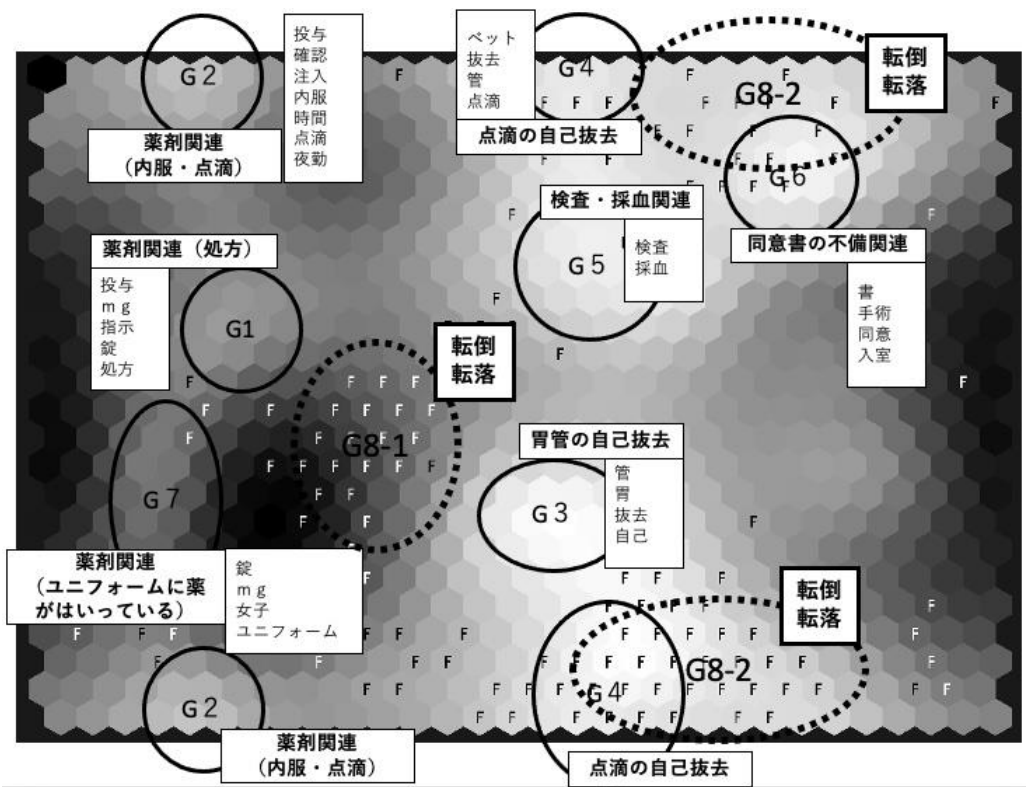 G2
薬剤関連
（内服・点滴）
投与
確認
注入
内服
時間
点滴
夜勤
ベット
抜去
管
点滴
G4
点滴の自己抜去
G8-2
転倒
転落
G6
同意書の不備関連
書
手術
同意
入室
検査・採血関連
G5
検査
採血
薬剤関連（処方）
投与
ｍｇ
指示
錠
処方
G1
転倒
転落
G8-1
胃管の自己抜去
G3
管
胃
抜去
自己
G7
薬剤関連
（ユニフォームに薬
がはいっている）
錠
ｍｇ
女子
ユニフォーム
転倒
転落
G8-2
G4
点滴の自己抜去
G2
薬剤関連
（内服・点滴）